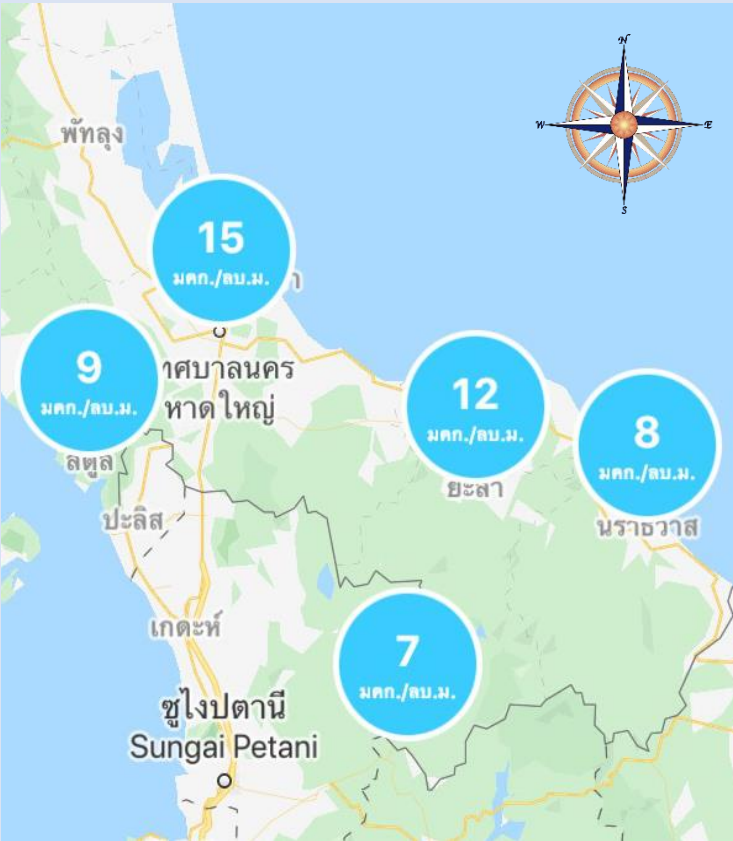 N
W
E
S
พัทลุง
15
มคก./ลบ.ม.
า
9
มคก./ลบ.ม.
ทศบาลนคร
หาดใหญ่
12
มคก./ลบ.ม.
8
มคก./ลบ.ม.
สตูล
ยะลา
ปะลิส
นราธิวาส
เกดะห์
7
มคก./ลบ.ม.
ซูไงปตานี
Sungai Petani